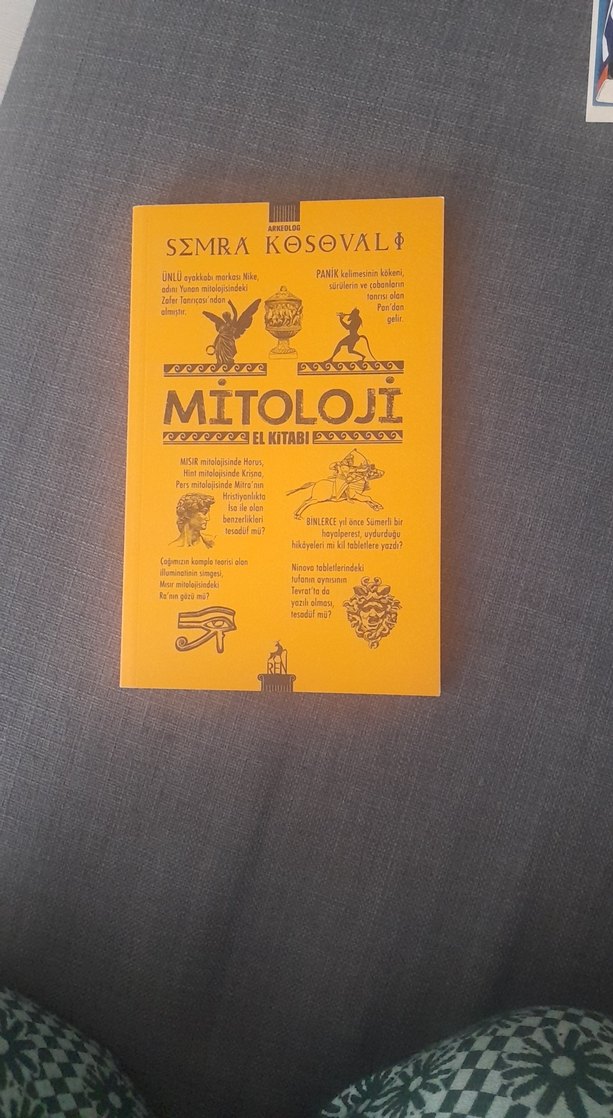 ARKEOLOG
SEMRA KOSOVALI
ÜNLÜ ayakkabı markası Nike,
adını Yunan mitolojisindeki
Zafer Tanrıçası'ndan
almıştır.
PANİK kelimesinin kökeni,
sürülerin ve çobanların
tanrısı olan
Pan'dan
gelir.
MİTOLOJİ
EL KİTABI
MISIR mitolojisinde Horus,
Hint mitolojisinde Krişna,
Pers mitolojisinde Mitra'nın
Hristiyanlıkta
İsa ile olan
benzerlikleri
tesadüf mü?
BİNLERCE yıl önce Sümerli bir
hayalperest, uydurduğu
hikâyeleri mi kil tabletlere yazdı?
Çağımızın komplo teorisi olan
illuminatinin simgesi,
Mısır mitolojisindeki
Ra'nın gözü mü?
Ninova tabletlerindeki
tufanın aynısının
Tevrat'ta da
yazılı olması,
tesadüf mü?
REN